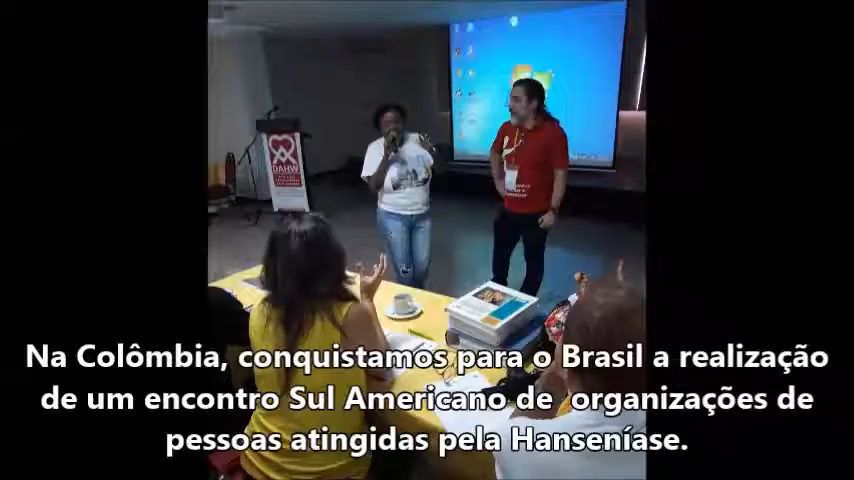 DAHW
Na Colômbia, conquistamos para o Brasil a realização
de um encontro Sul Americano de organizações de
pessoas atingidas pela Hanseníase.